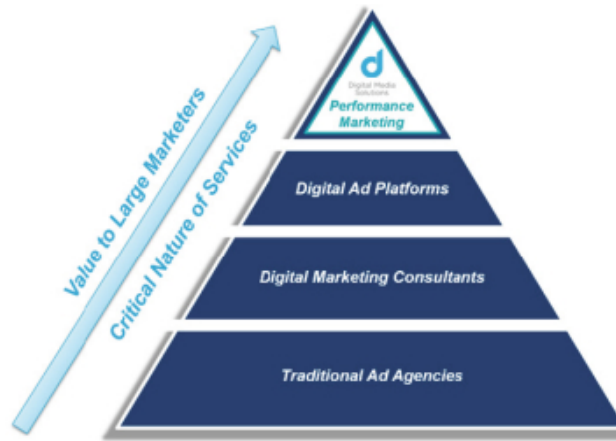 Digital Media
Solutions
Performance
Marketing
Value to Large Marketers
Critical Nature of Services
Digital Ad Platforms
Digital Marketing Consultants
Traditional Ad Agencies